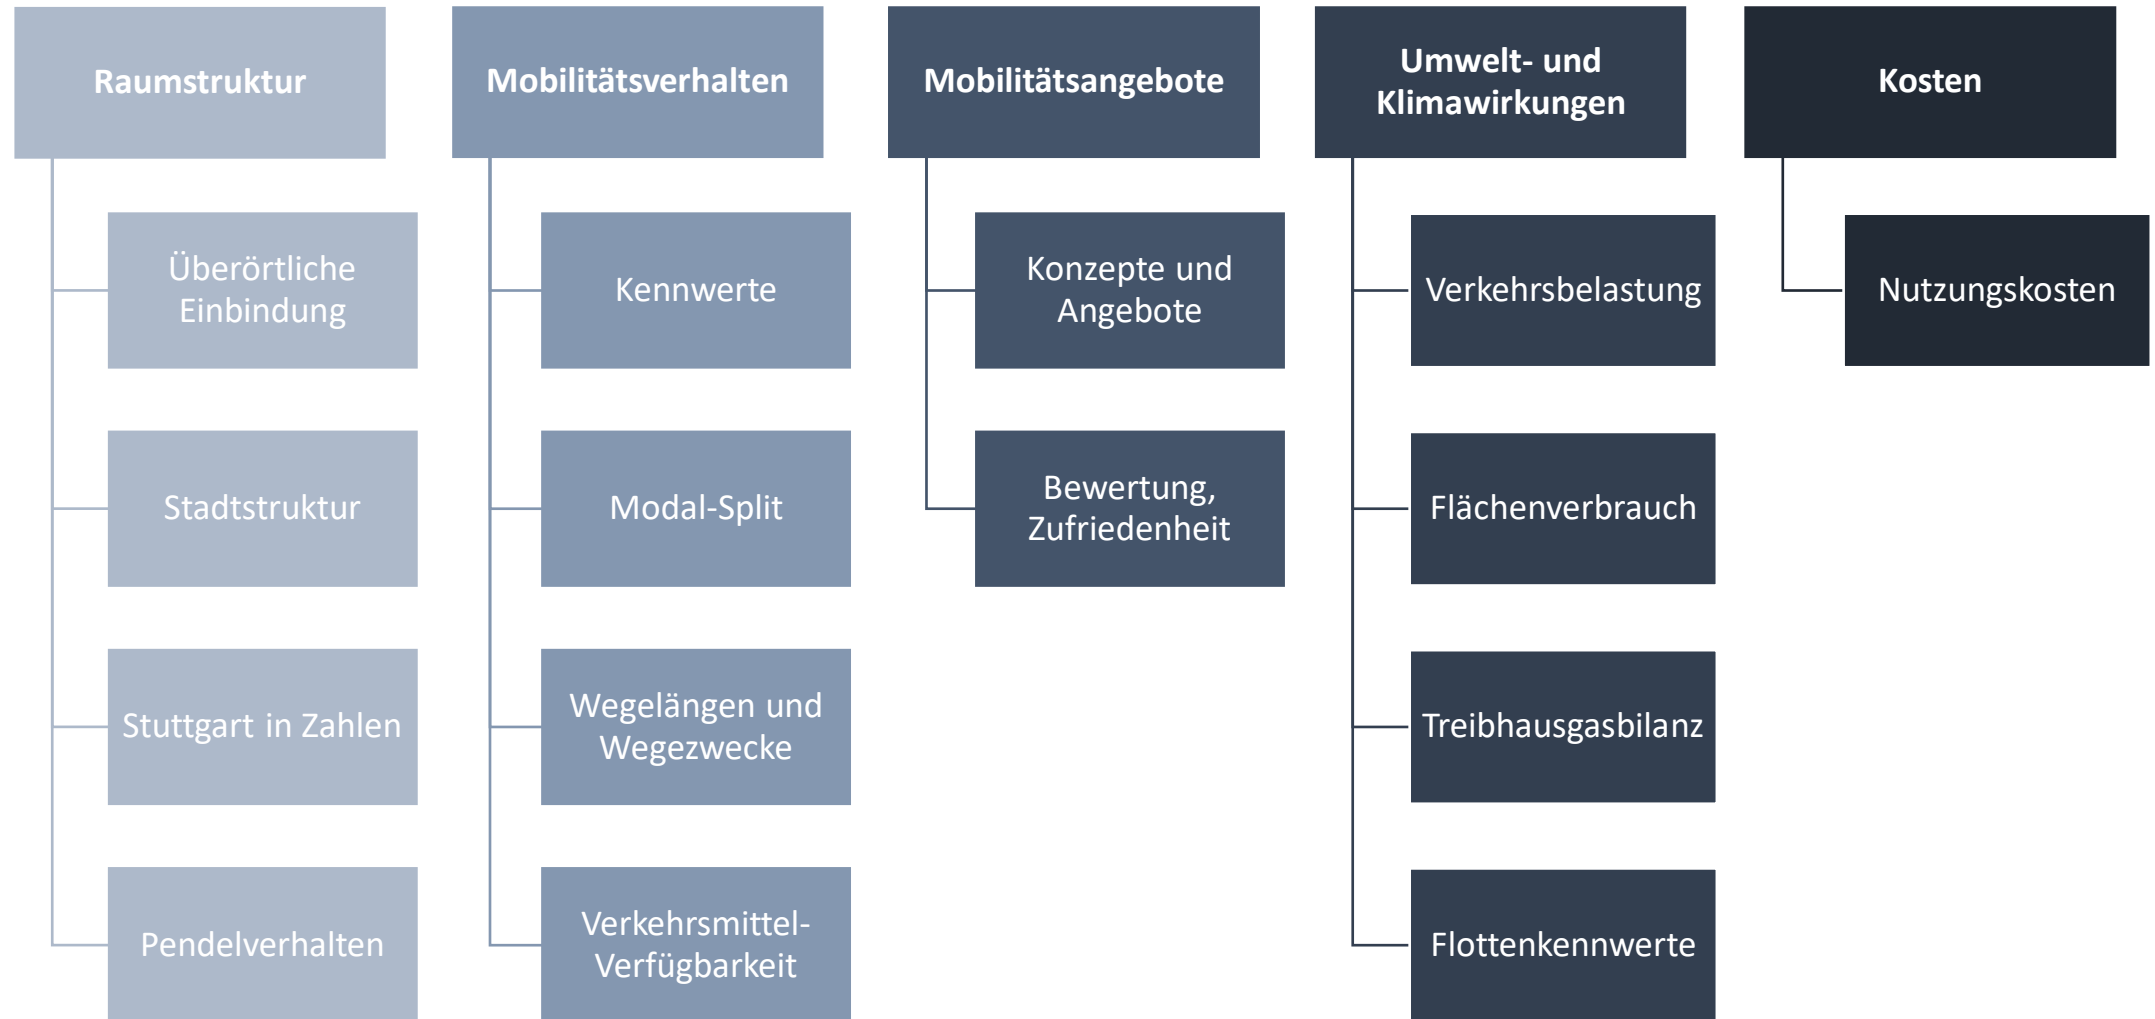 Raumstruktur
Überörtliche
Einbindung
Stadtstruktur
Stuttgart in Zahlen
Pendelverhalten
Mobilitätsverhalten
Kennwerte
Modal-Split
Wegelängen und
Wegezwecke
Verkehrsmittel-
Verfügbarkeit
Mobilitätsangebote
Konzepte und
Angebote
Bewertung,
Zufriedenheit
Umwelt- und
Klimawirkungen
Verkehrsbelastung
Flächenverbrauch
Treibhausgasbilanz
Flottenkennwerte
Kosten
Nutzungskosten